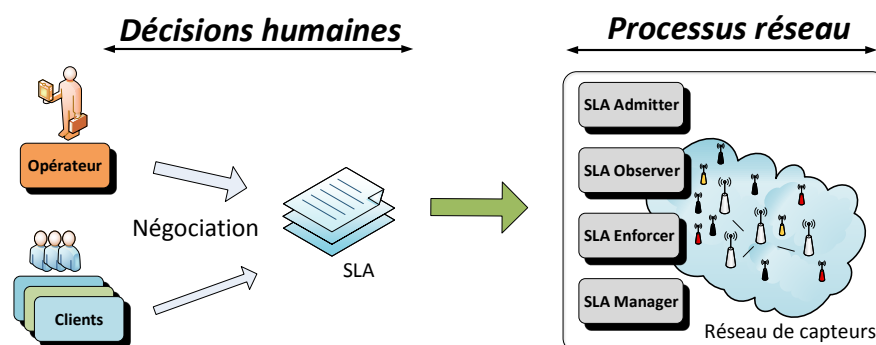 Décisions humaines
Processus réseau
Opérateur
Négociation
Clients
SLA
SLA Admitter
SLA Observer
SLA Enforcer
SLA Manager
Réseau de capteurs